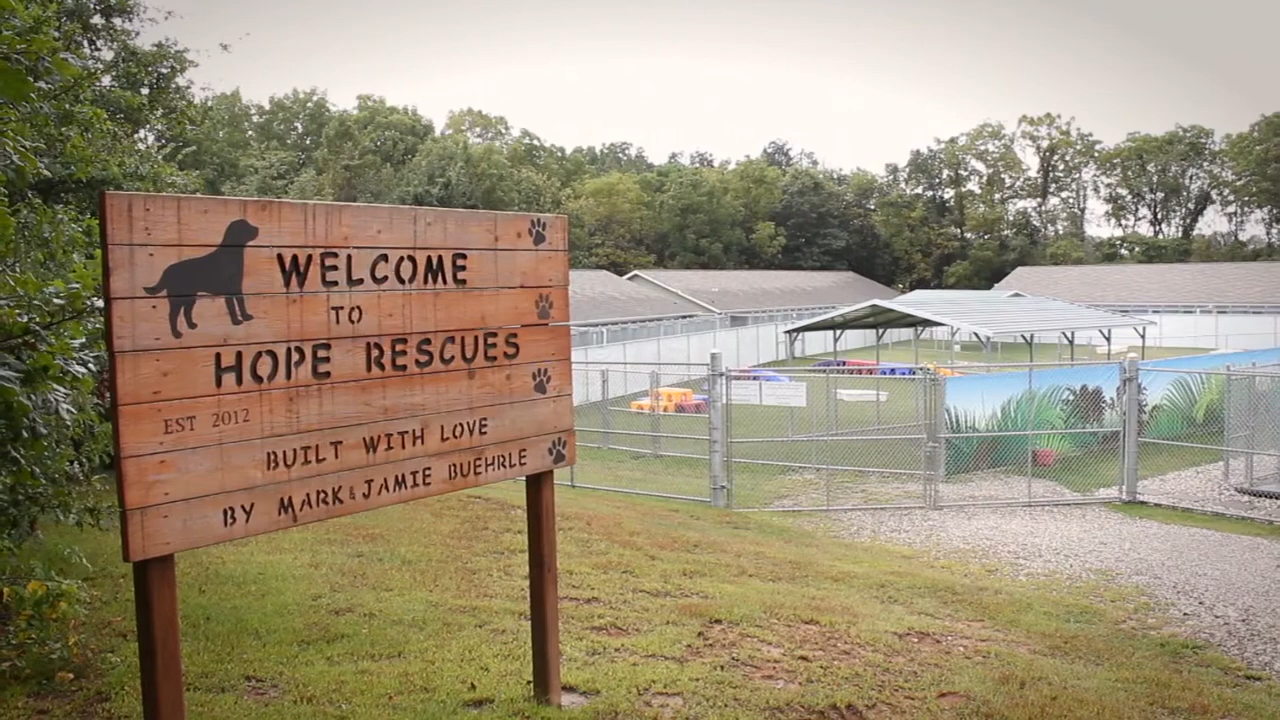 WELCOME
TO
HOPE RESCUES
EST 2012
BUILT WITH LOVE
BY MARK & JAMIE BUEHRLE